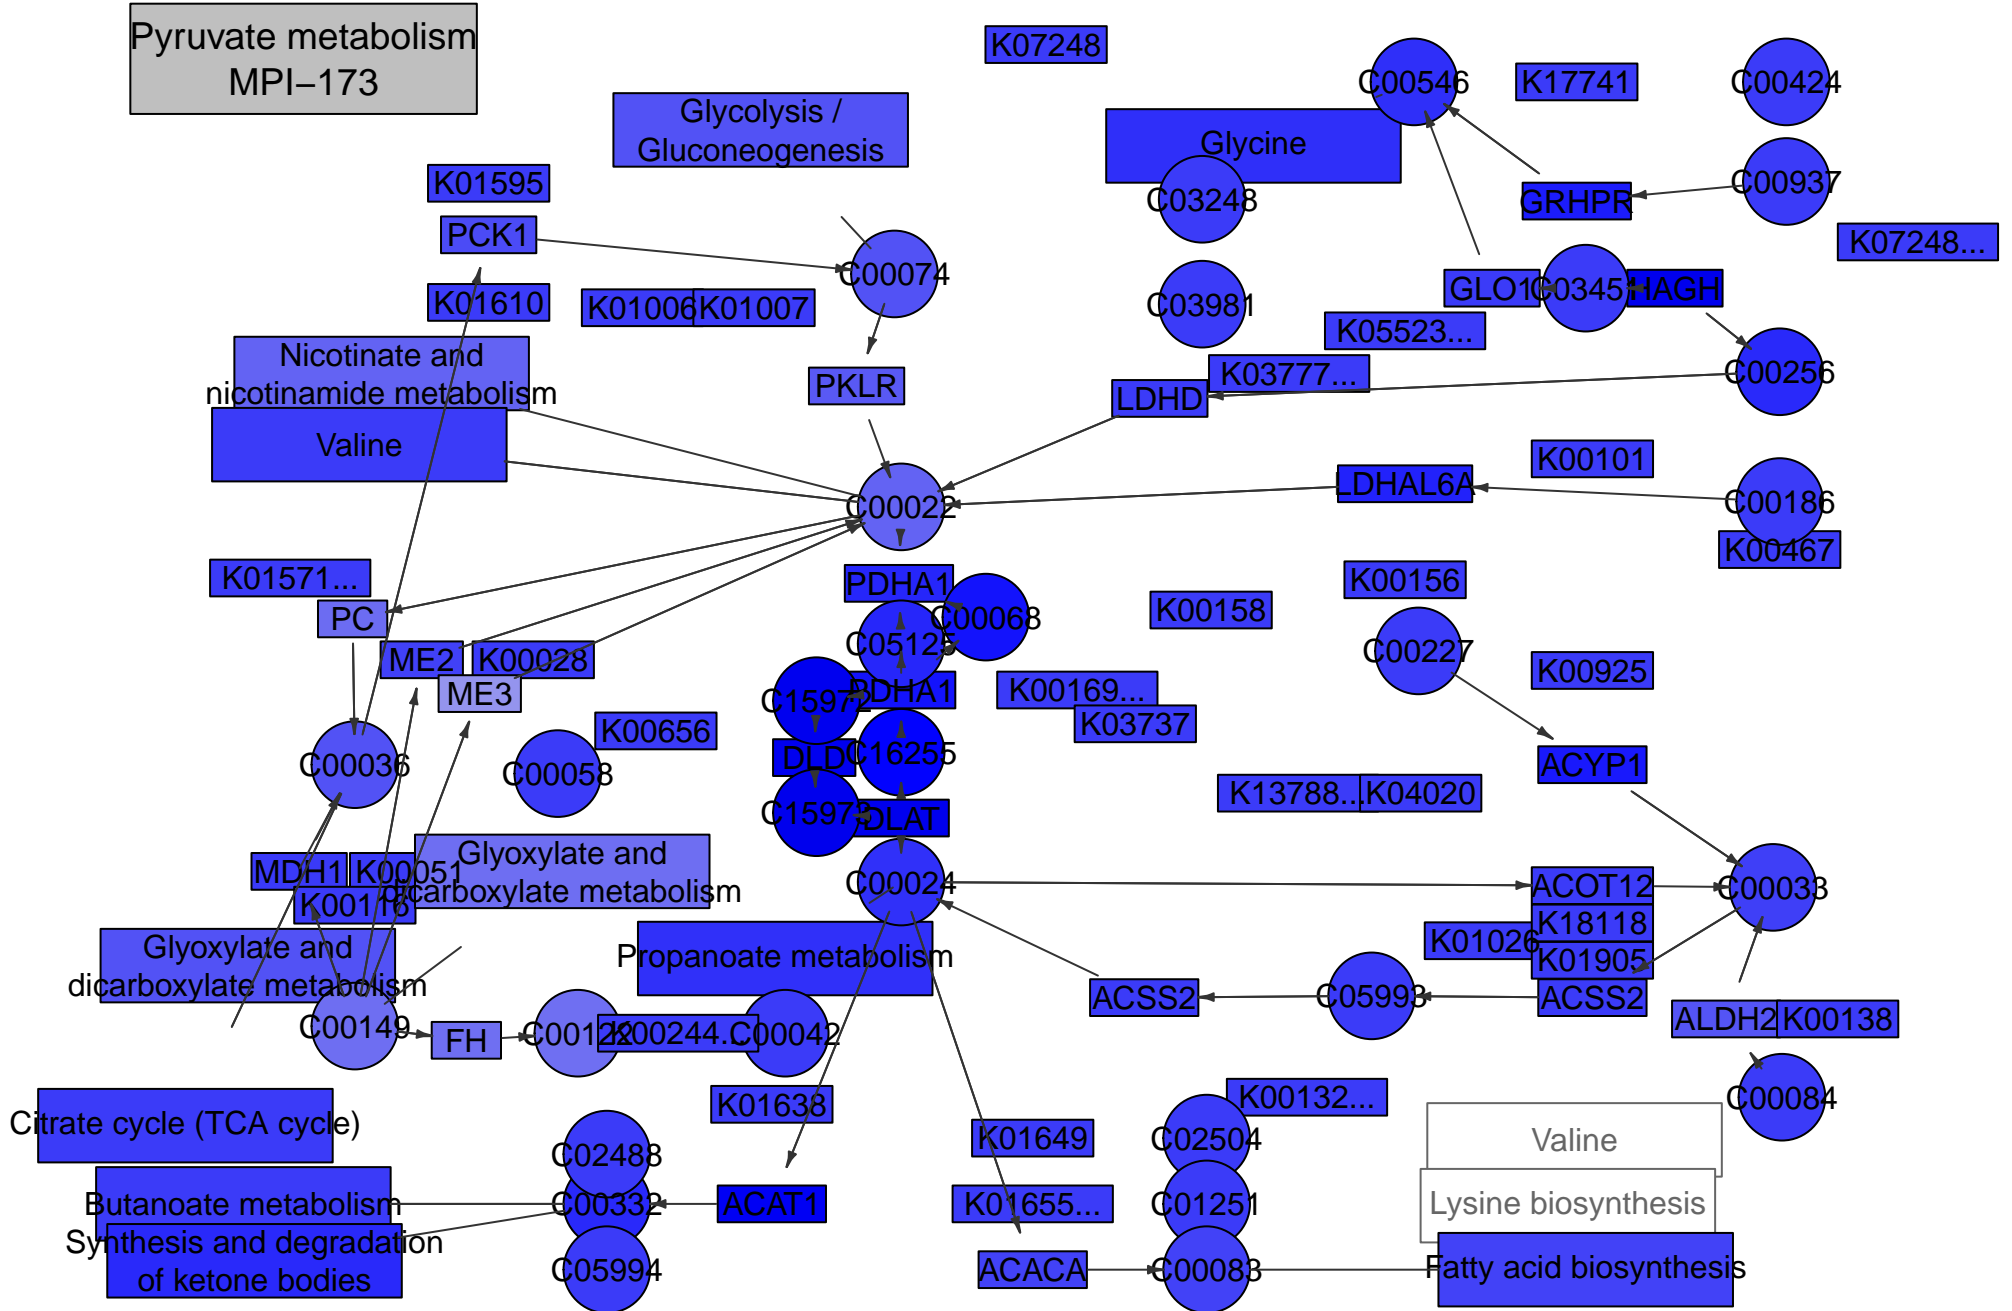 Pyruvate metabolism
MPI−173
K07248
C00546
K17741
C00424
Glycolysis /
Gluconeogenesis
Glycine
K01595
C03248
GRHPR
C00937
PCK1
K07248...
C00074
K01610
K01006
K01007
C03981
GLO1
C03451
HAGH
K05523...
Nicotinate and
nicotinamide metabolism
PKLR
K03777...
C00256
LDHD
Valine
K00101
C00022
LDHAL6A
C00186
K00467
K01571...
PDHA1
K00156
PC
C00068
K00158
C05125
C00227
ME2
K00028
K00925
ME3
C15972
PDHA1
K00169...
K00656
K03737
C00036
C00058
DLD
C16255
ACYP1
K13788...
K04020
C15973
DLAT
Glyoxylate and
dicarboxylate metabolism
MDH1
K00051
C00024
ACOT12
C00033
K00116
K18118
Glyoxylate and
dicarboxylate metabolism
Propanoate metabolism
K01026
K01905
ACSS2
C05993
ACSS2
C00149
FH
C00122
K00244...
C00042
ALDH2
K00138
K01638
K00132...
C00084
Citrate cycle (TCA cycle)
C02488
K01649
C02504
Valine
Butanoate metabolism
C00332
ACAT1
K01655...
C01251
Lysine biosynthesis
Synthesis and degradation
of ketone bodies
C05994
ACACA
C00083
Fatty acid biosynthesis